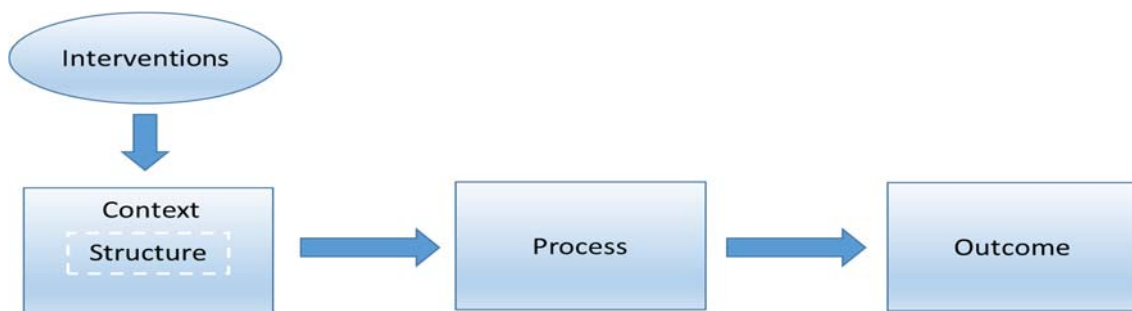 Interventions
Context
Structure
Process
Outcome